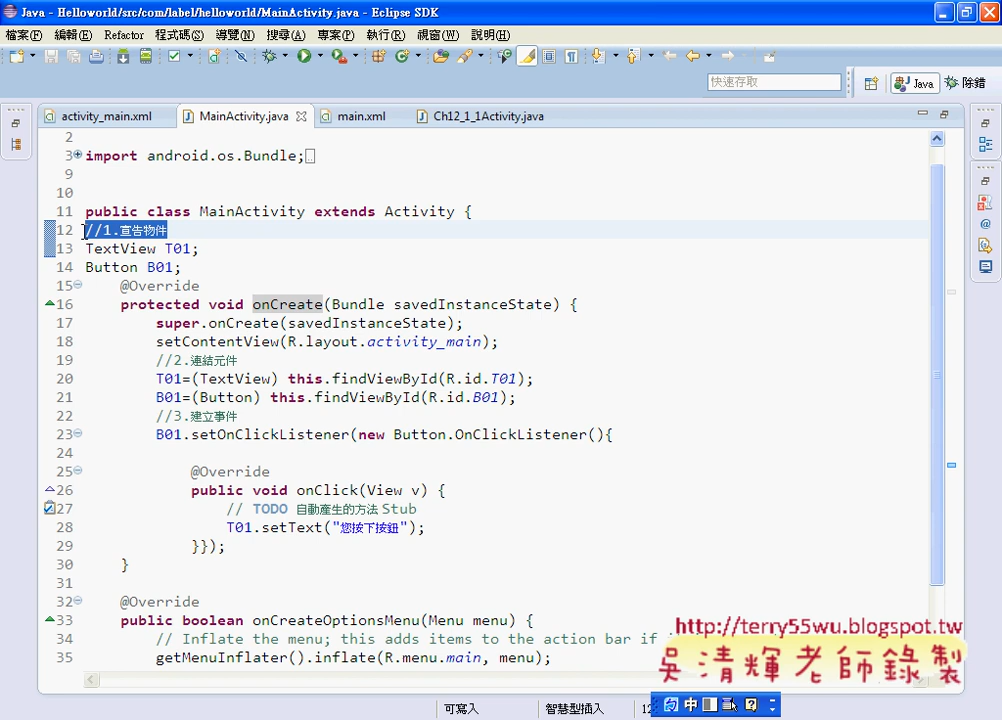 Java - Helloworld/src/com/label/helloworld/MainActivity.java - Eclipse SDK
檔案(F) 編輯(E) Refactor 程式碼(S) 導覽(N) 搜尋(A) 專案(P) 執行(R) 視窗(W) 說明(H)
快速存取 Java 除錯
activity_main.xml MainActivity.java main.xml Ch12_1_1Activity.java
2
3 import android.os.Bundle;
9
10
11 public class MainActivity extends Activity {
12 //1.宣告物件
13 TextView T01;
14 Button B01;
15 @Override
16 protected void onCreate(Bundle savedInstanceState) {
17 super.onCreate(savedInstanceState);
18 setContentView(R.layout.activity_main);
19 //2.連結元件
20 T01=(TextView) this.findViewById(R.id.T01);
21 B01=(Button) this.findViewById(R.id.B01);
22 //3.建立事件
23 B01.setOnClickListener(new Button.OnClickListener(){
24
25 @Override
26 public void onClick(View v) {
27 // TODO 自動產生的方法 Stub
28 T01.setText("您按下按鈕");
29 }});
30 }
31
32 @Override
33 public boolean onCreateOptionsMenu(Menu menu) {
34 // Inflate the menu; this adds items to the action bar if
35 getMenuInflater().inflate(R.menu.main, menu);
http://terry55wu.blogspot.tw
吳清輝老師錄製
可寫入 智慧型插入 12 中